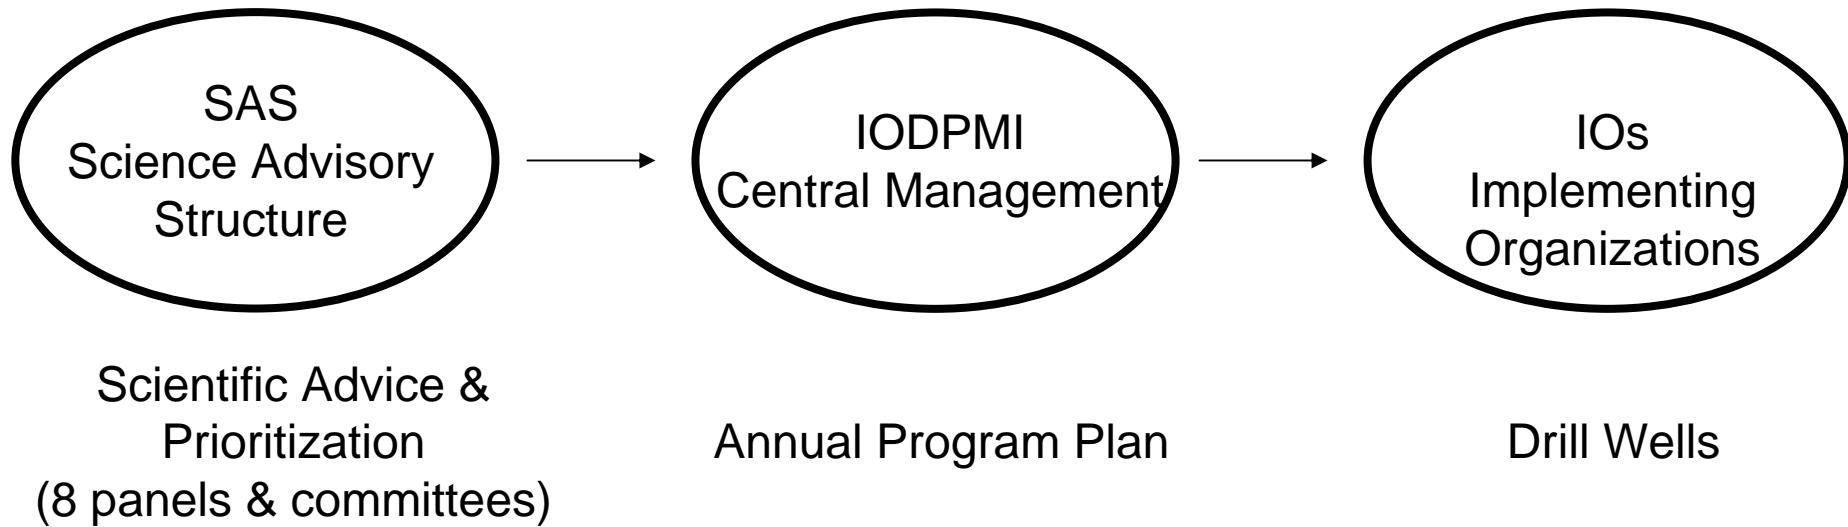 SAS
Science Advisory
Structure
IODPMI
Central Management
IOs
Implementing
Organizations
Scientific Advice &
Prioritization
(8 panels & committees)
Annual Program Plan
Drill Wells